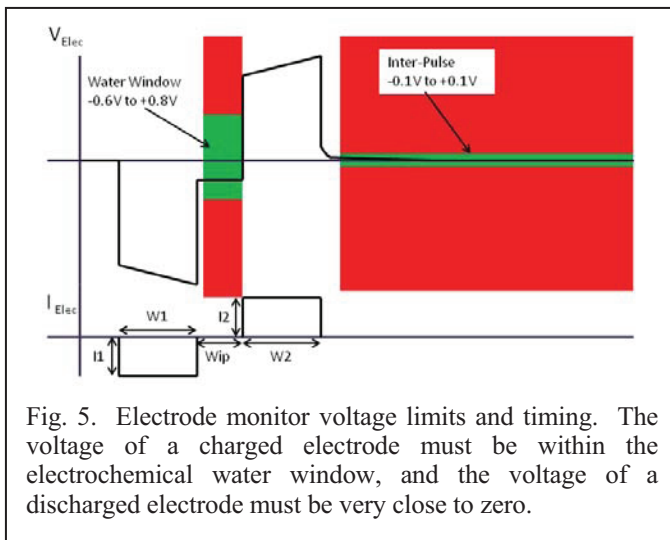 V Elec
Water Window
-0.6V to +0.8V
Inter-Pulse
-0.1V to +0.1V
I Elec
W1
I2
I1
Wip
W2
Fig. 5. Electrode monitor voltage limits and timing. The
voltage of a charged electrode must be within the
electrochemical water window, and the voltage of a
discharged electrode must be very close to zero.